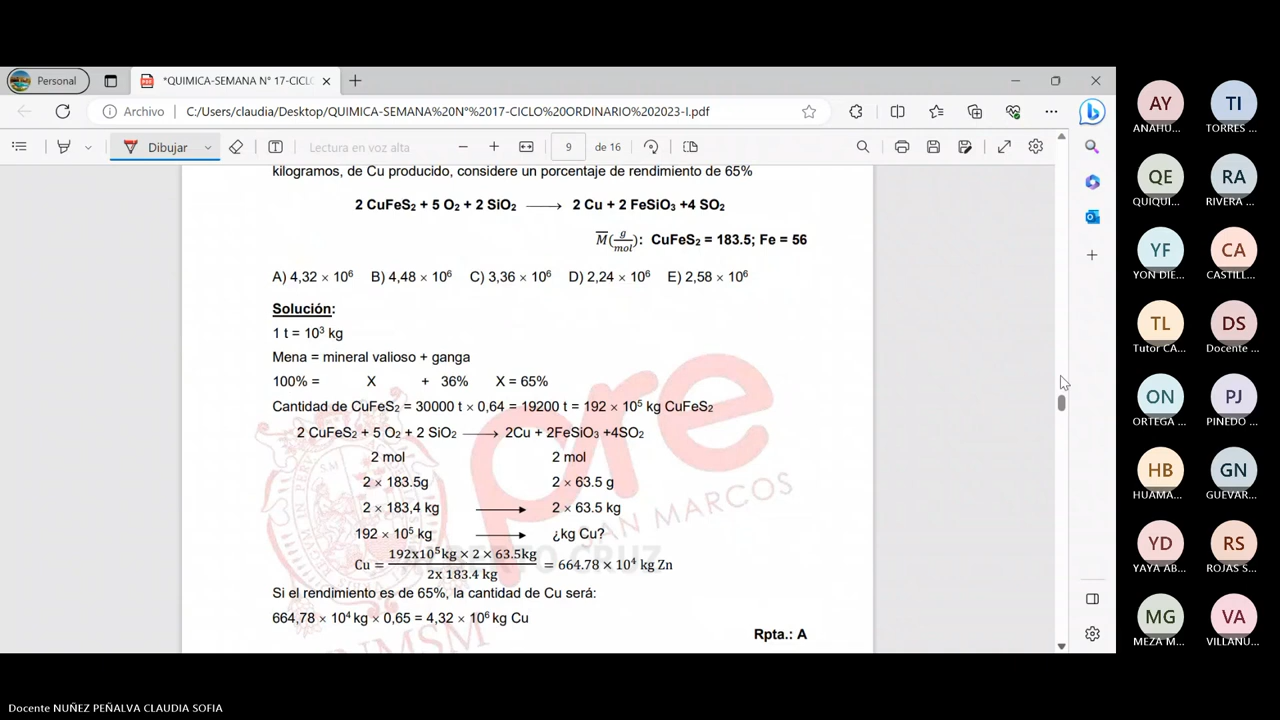 Personal
*QUIMICA-SEMANA N° 17-CICLO
Archivo
C:/Users/claudia/Desktop/QUIMICA-SEMANA%20N°%2017-CICLO%20ORDINARIO%202023-I.pdf
Dibujar
Lectura en voz alta
9
de 16
kilogramos, de Cu producido, considere un porcentaje de rendimiento de 65%
2 CuFeS₂ + 5 O₂ + 2 SiO₂ ⟶ 2 Cu + 2 FeSiO₃ +4 SO₂
M̅(g/mol): CuFeS₂ = 183.5; Fe = 56
A) 4,32 × 10⁶ B) 4,48 × 10⁶ C) 3,36 × 10⁶ D) 2,24 × 10⁶ E) 2,58 × 10⁶
Solución:
1 t = 10³ kg
Mena = mineral valioso + ganga
100% = X + 36% X = 65%
Cantidad de CuFeS₂ = 30000 t × 0,64 = 19200 t = 192 × 10⁵ kg CuFeS₂
2 CuFeS₂ + 5 O₂ + 2 SiO₂ ⟶ 2Cu + 2FeSiO₃ +4SO₂
2 mol 2 mol
2 × 183.5g 2 × 63.5 g
2 × 183,4 kg ⟶ 2 × 63.5 kg
192 × 10⁵ kg ⟶ ¿kg Cu?
Cu = 192x10⁵kg × 2 × 63.5kg / 2x 183.4 kg = 664.78 × 10⁴ kg Zn
Si el rendimiento es de 65%, la cantidad de Cu será:
664,78 × 10⁴ kg × 0,65 = 4,32 × 10⁶ kg Cu
Rpta.: A
pre
SAN MARCOS
UNMSM
AY
ANAHU...
TI
TORRES ...
QE
QUIQUI...
RA
RIVERA ...
YF
YON DIE...
CA
CASTILL...
TL
Tutor CA...
DS
Docente ...
ON
ORTEGA ...
PJ
PINEDO ...
HB
HUAMA...
GN
GUEVAR...
YD
YAYA AB...
RS
ROJAS S...
MG
MEZA M...
VA
VILLANU...
Docente NUÑEZ PEÑALVA CLAUDIA SOFIA